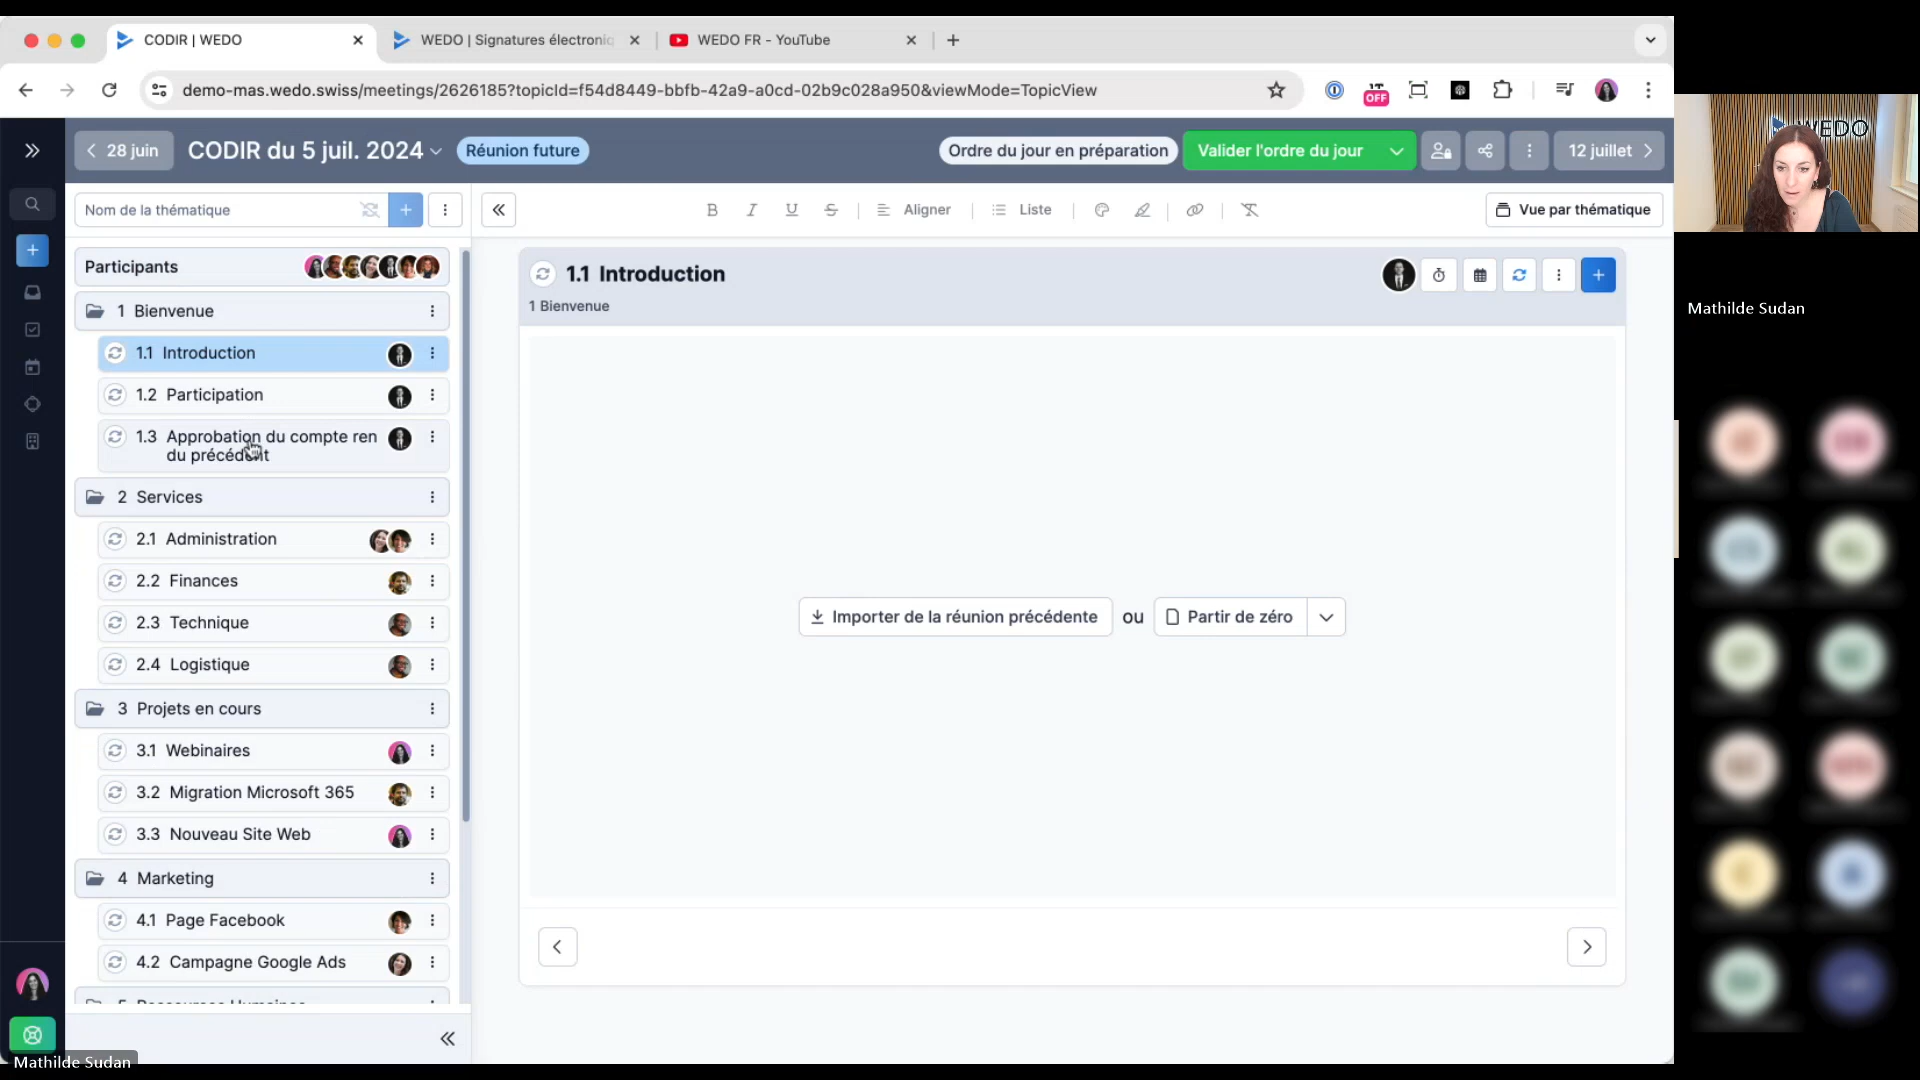 CODIR | WEDO
WEDO | Signatures électroniq
WEDO FR - YouTube
demo-mas.wedo.swiss/meetings/2626185?topicId=f54d8449-bbfb-42a9-a0cd-02b9c028a950&viewMode=TopicView
OFF
28 juin
CODIR du 5 juil. 2024
Réunion future
Ordre du jour en préparation
Valider l'ordre du jour
12 juillet
Nom de la thématique
B I U S
Aligner
Liste
Vue par thématique
Participants
1 Bienvenue
1.1 Introduction
1.2 Participation
1.3 Approbation du compte ren
du précédent
2 Services
2.1 Administration
2.2 Finances
2.3 Technique
2.4 Logistique
3 Projets en cours
3.1 Webinaires
3.2 Migration Microsoft 365
3.3 Nouveau Site Web
4 Marketing
4.1 Page Facebook
4.2 Campagne Google Ads
5 Ressources Humaines
1.1 Introduction
1 Bienvenue
Importer de la réunion précédente
ou
Partir de zéro
WEDO
Mathilde Sudan
Mathilde Sudan